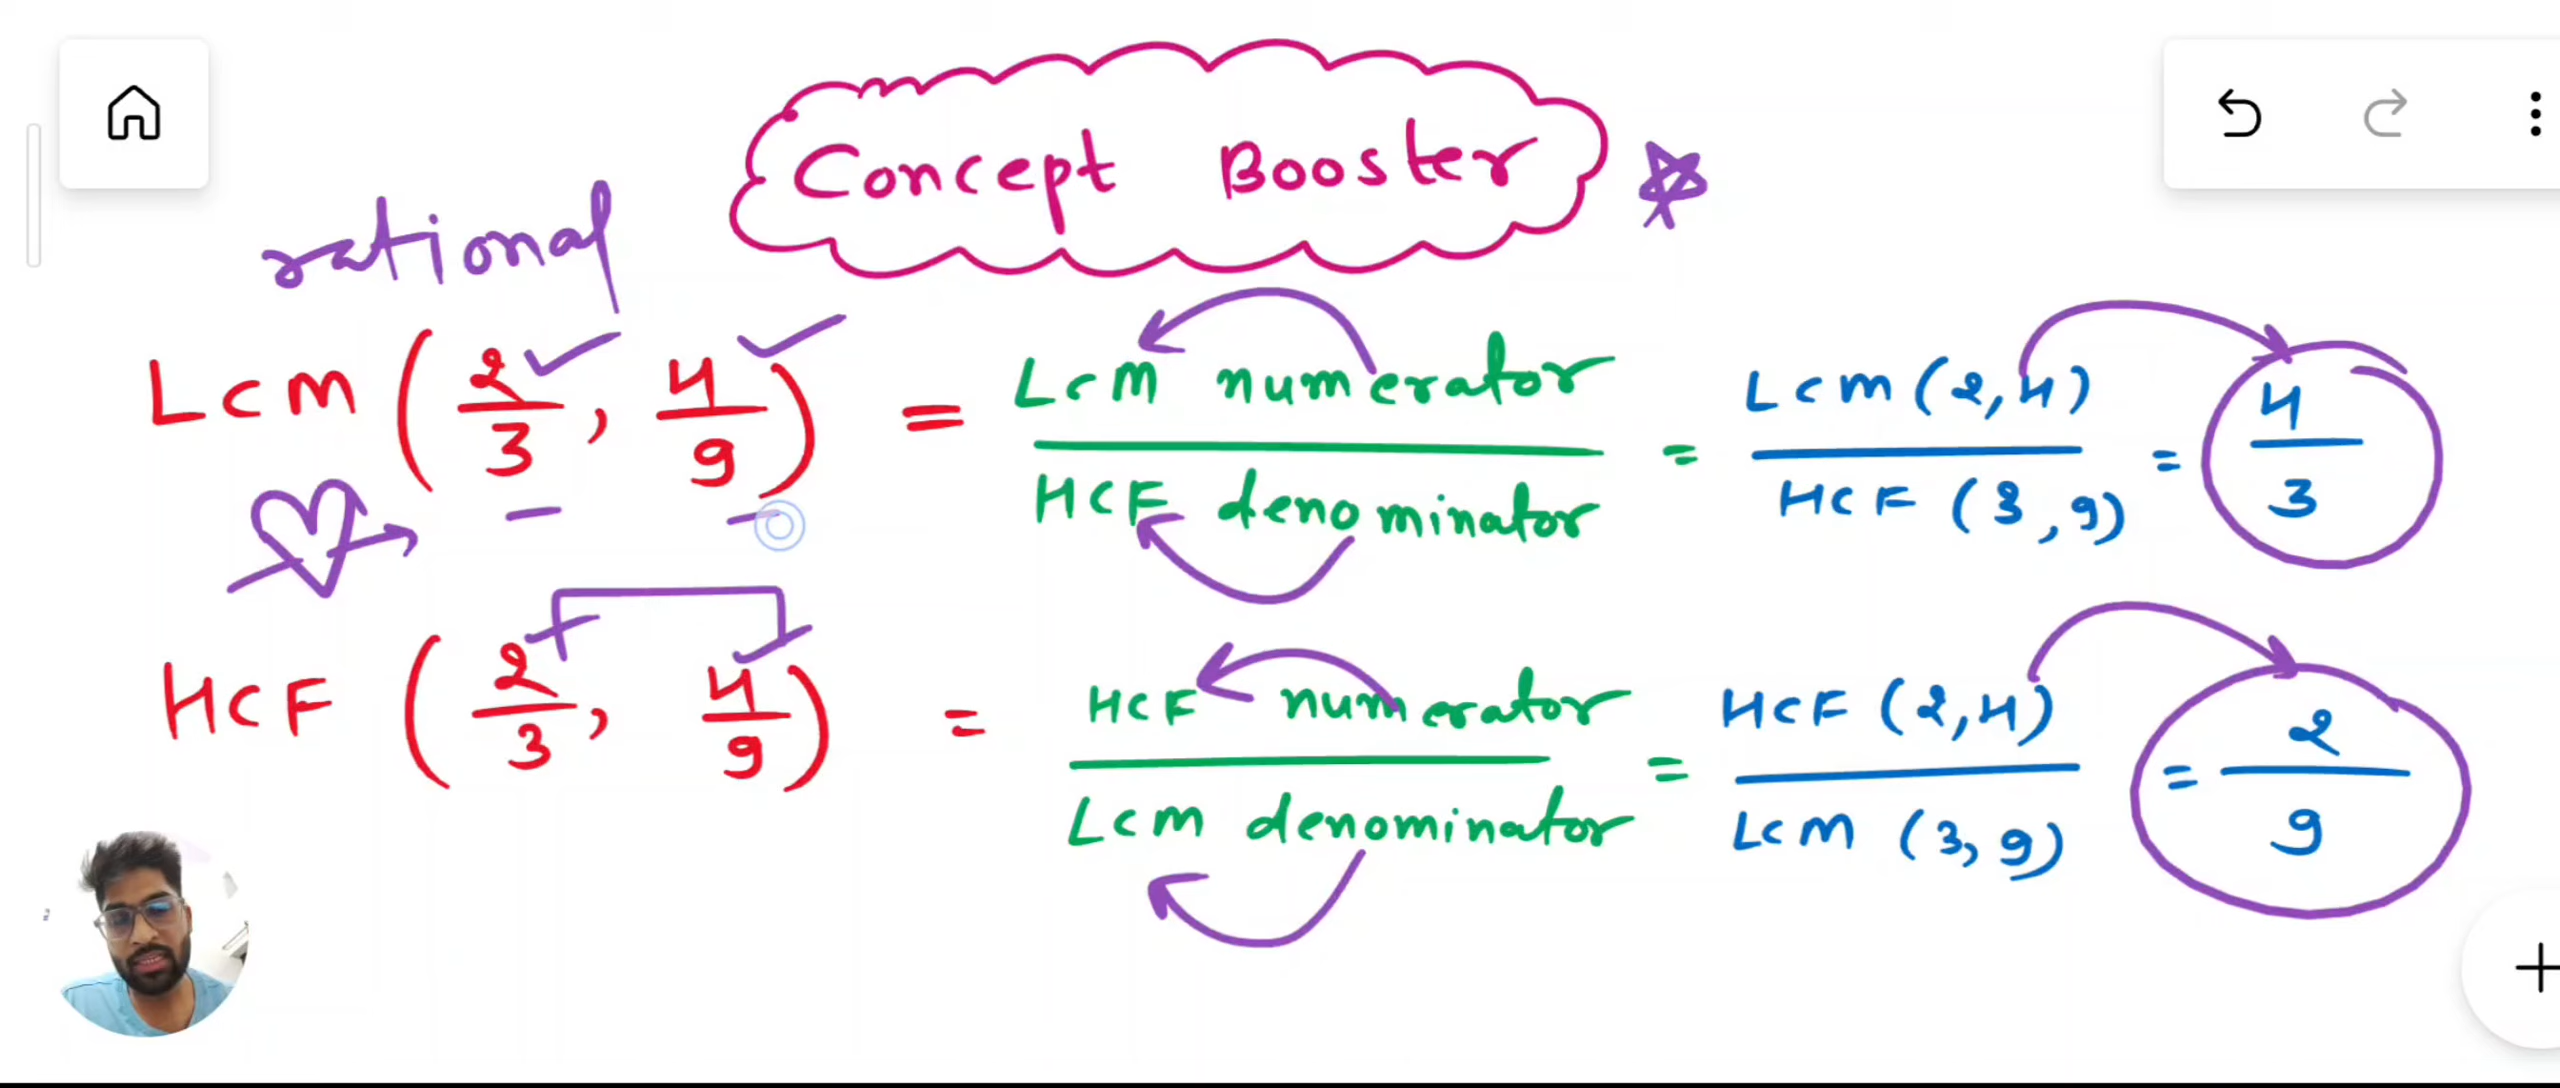 Concept Booster
rational
Lcm (2/3, 4/9) = Lcm numerator / HCF denominator = Lcm (2,4) / HCF (3,9) = 4/3
HCF (2/3, 4/9) = HCF numerator / Lcm denominator = HCF (2,4) / Lcm (3,9) = 2/9